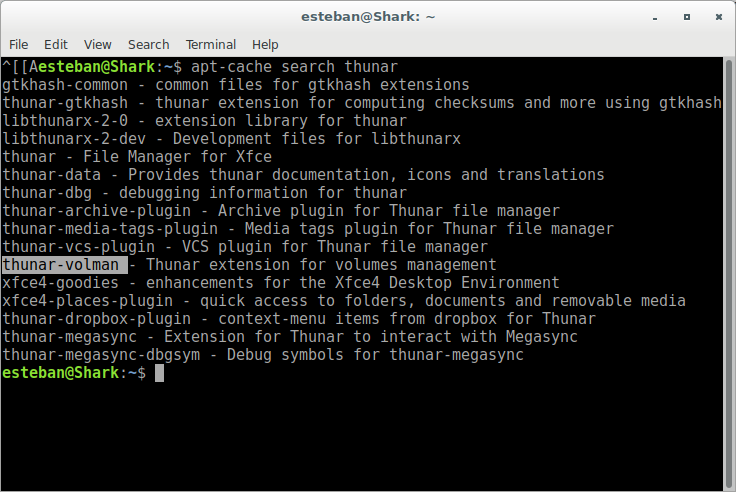 esteban@Shark: ~
File Edit View Search Terminal Help
^[[Aesteban@Shark:~$ apt-cache search thunar
gtkhash-common - common files for gtkhash extensions
thunar-gtkhash - thunar extension for computing checksums and more using gtkhash
libthunarx-2-0 - extension library for thunar
libthunarx-2-dev - Development files for libthunarx
thunar - File Manager for Xfce
thunar-data - Provides thunar documentation, icons and translations
thunar-dbg - debugging information for thunar
thunar-archive-plugin - Archive plugin for Thunar file manager
thunar-media-tags-plugin - Media tags plugin for Thunar file manager
thunar-vcs-plugin - VCS plugin for Thunar file manager
thunar-volman - Thunar extension for volumes management
xfce4-goodies - enhancements for the Xfce4 Desktop Environment
xfce4-places-plugin - quick access to folders, documents and removable media
thunar-dropbox-plugin - context-menu items from dropbox for Thunar
thunar-megasync - Extension for Thunar to interact with Megasync
thunar-megasync-dbgsym - Debug symbols for thunar-megasync
esteban@Shark:~$